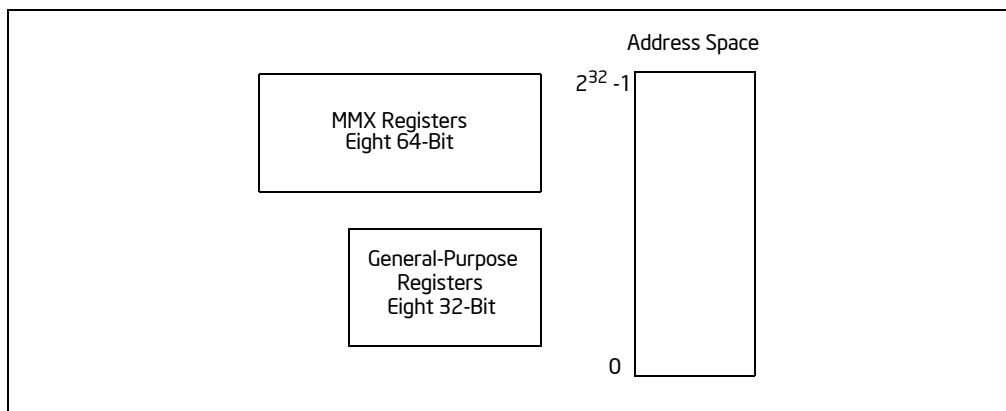 Address Space
2³² -1
MMX Registers
Eight 64-Bit
General-Purpose
Registers
Eight 32-Bit
0